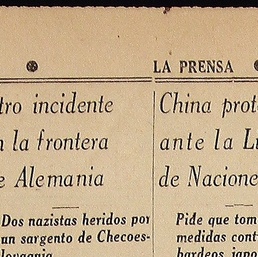 LA PRENSA
tro incidente
n la frontera
e Alemania
Dos nazistas heridos por
un sargento de Checoes-
lovaquia
China prot
ante la L
de Nacione
Pide que tom
medidas cont
bardeos japo